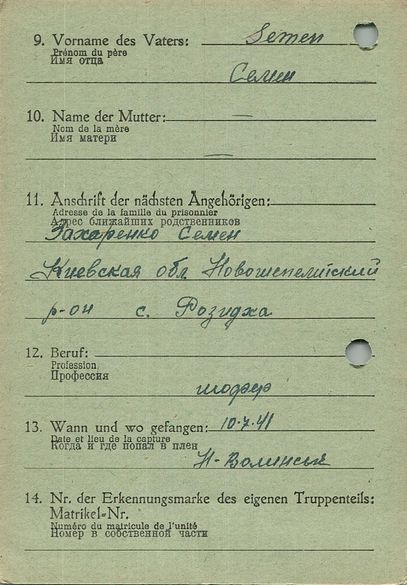 9. Vorname des Vaters: Semen
Prénom du père
Имя отца
Семен
10. Name der Mutter: —
Nom de la mère
Имя матери
—
11. Anschrift der nächsten Angehörigen:
Adresse de la famille du prisonnier
Адрес ближайших родственников
Захаренко Семен
Киевская обл Новошепелицкий
р-он с. Розидха
12. Beruf:
Profession
Профессия
шофер
13. Wann und wo gefangen: 10.7.41
Date et lieu de la capture
Когда и где попал в плен
Н-Волинськ
14. Nr. der Erkennungsmarke des eigenen Truppenteils:
Matrikel-Nr.
Numéro du matricule de l'unité
Номер в собственной части